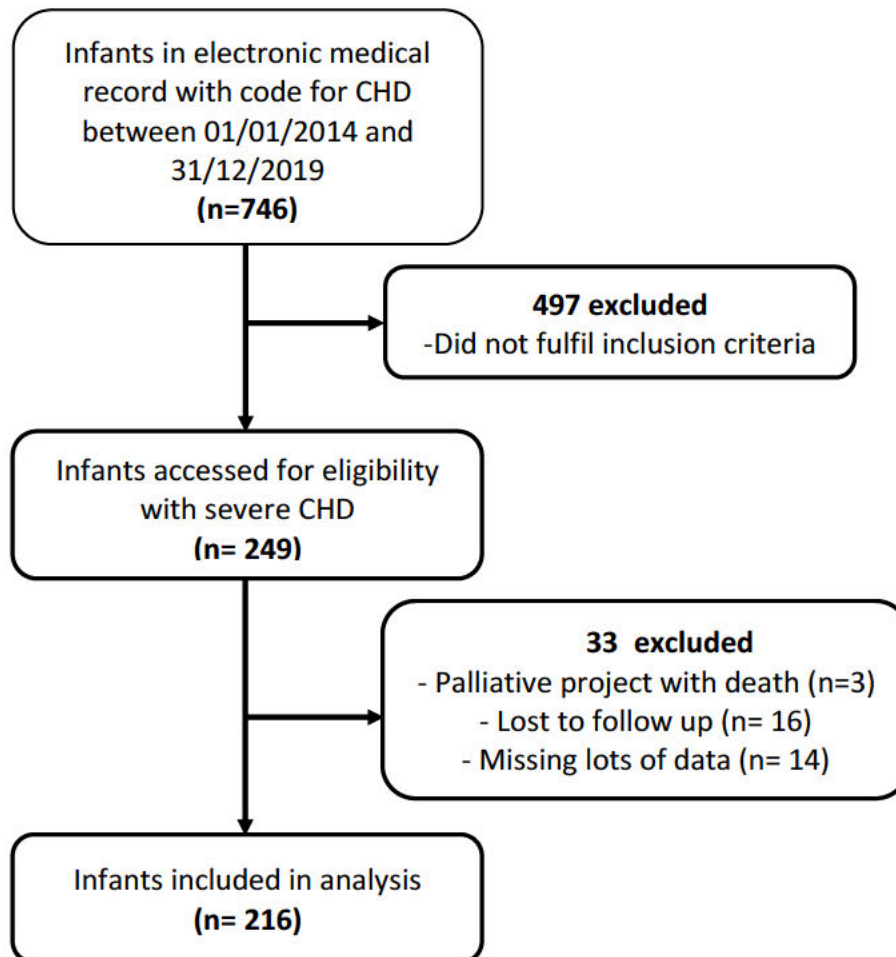 Infants in electronic medical
record with code for CHD
between 01/01/2014 and
31/12/2019
(n=746)
497 excluded
-Did not fulfil inclusion criteria
Infants accessed for eligibility
with severe CHD
(n= 249)
33 excluded
- Palliative project with death (n=3)
- Lost to follow up (n= 16)
- Missing lots of data (n= 14)
Infants included in analysis
(n= 216)